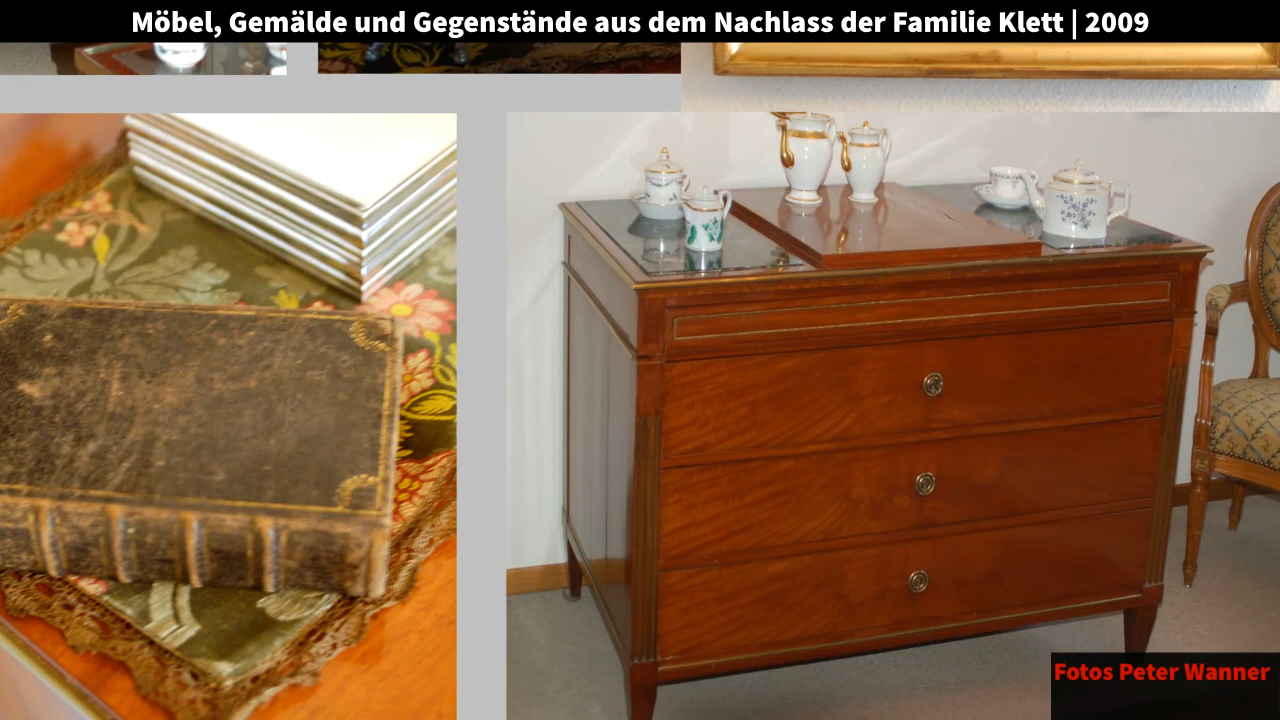 Möbel, Gemälde und Gegenstände aus dem Nachlass der Familie Klett | 2009
Fotos Peter Wanner